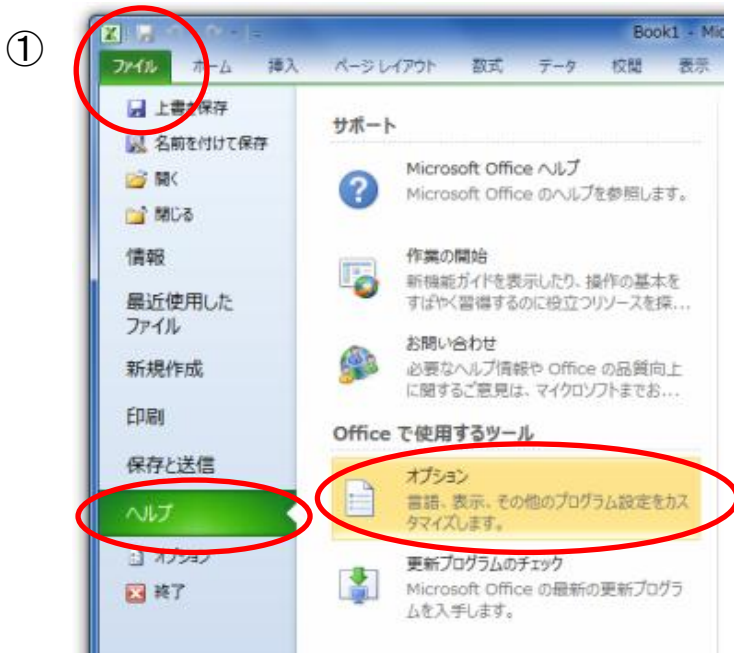 ①
Book1 - Mic
ファイル ホーム 挿入 ページ レイアウト 数式 データ 校閲 表示
上書き保存
名前を付けて保存
開く
閉じる
情報
最近使用した
ファイル
新規作成
印刷
保存と送信
ヘルプ
オプション
終了
サポート
Microsoft Office ヘルプ
Microsoft Office のヘルプを参照します。
作業の開始
新機能ガイドを表示したり、操作の基本を
すばやく習得するのに役立つリソースを探...
お問い合わせ
必要なヘルプ情報や Office の品質向上
に関するご意見は、マイクロソフトまでお...
Office で使用するツール
オプション
言語、表示、その他のプログラム設定をカス
タマイズします。
更新プログラムのチェック
Microsoft Office の最新の更新プログラ
ムを入手します。